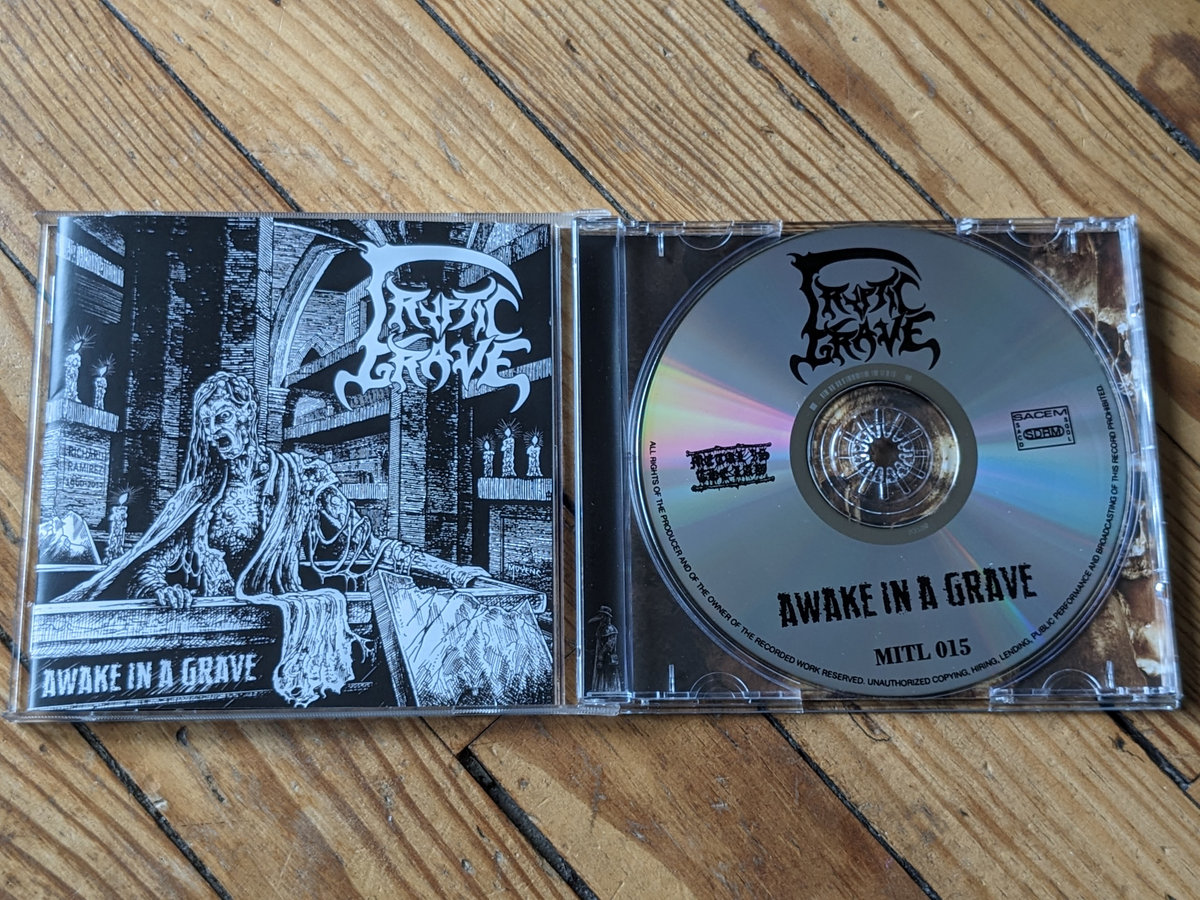 CRYPTIC
GRAVE
RICHARD
RAMIREZ
AWAKE IN A GRAVE
CRYPTIC
GRAVE
SACEM
SDRM
ALL RIGHTS OF THE PRODUCER AND OF THE OWNER OF THE RECORDED WORK RESERVED. UNAUTHORIZED COPYING, HIRING, LENDING, PUBLIC PERFORMANCE AND BROADCASTING OF THIS RECORD PROHIBITED.
AWAKE IN A GRAVE
MITL 015